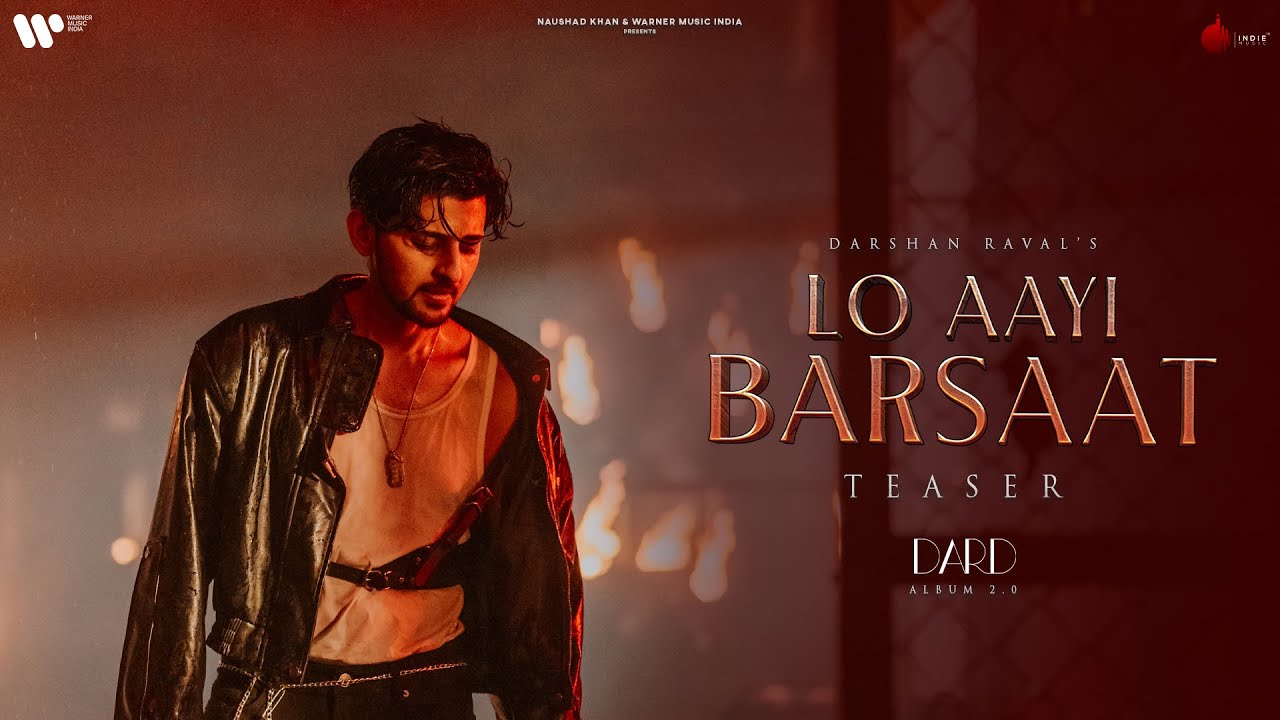 WARNER
MUSIC
INDIA
NAUSHAD KHAN & WARNER MUSIC INDIA
PRESENTS
INDIE
MUSIC
DARSHAN RAVAL'S
LO AAYI
BARSAAT
TEASER
DARD
ALBUM 2.0